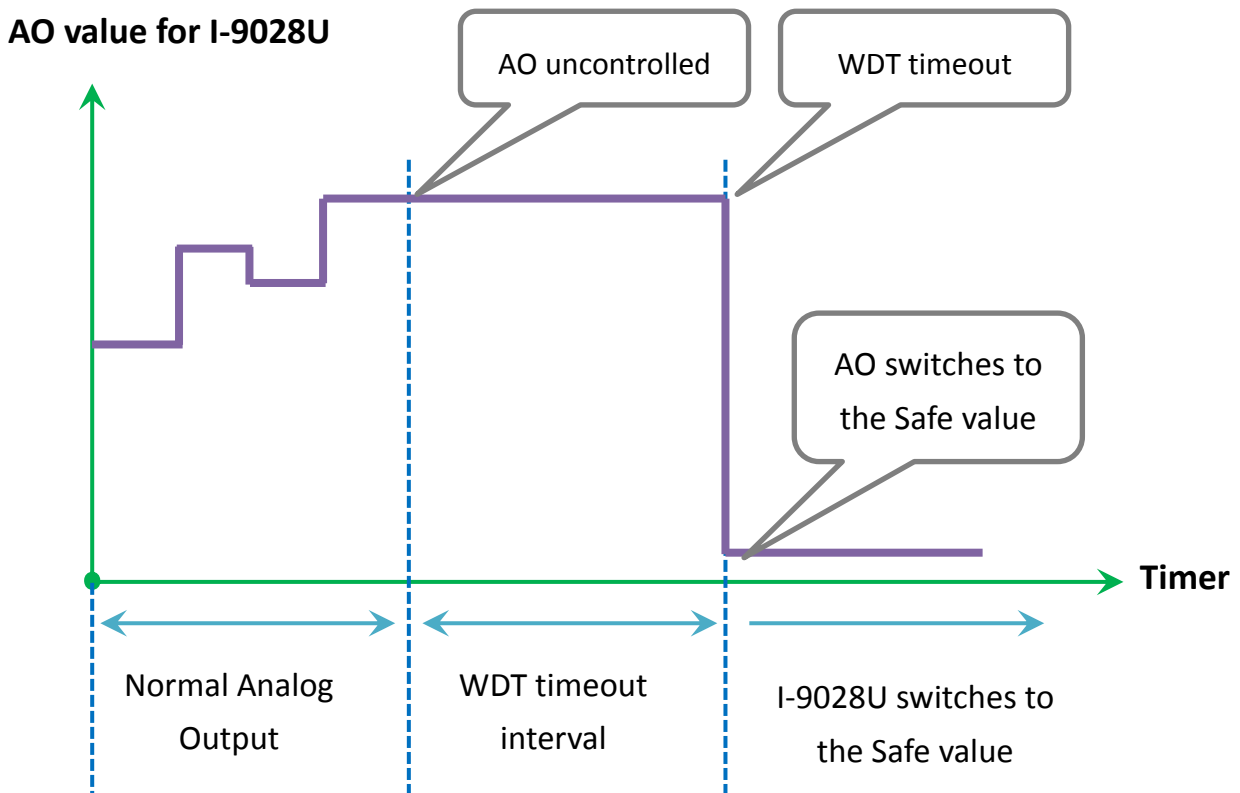 AO value for I-9028U
AO uncontrolled
WDT timeout
AO switches to
the Safe value
Timer
Normal Analog
Output
WDT timeout
interval
I-9028U switches to
the Safe value